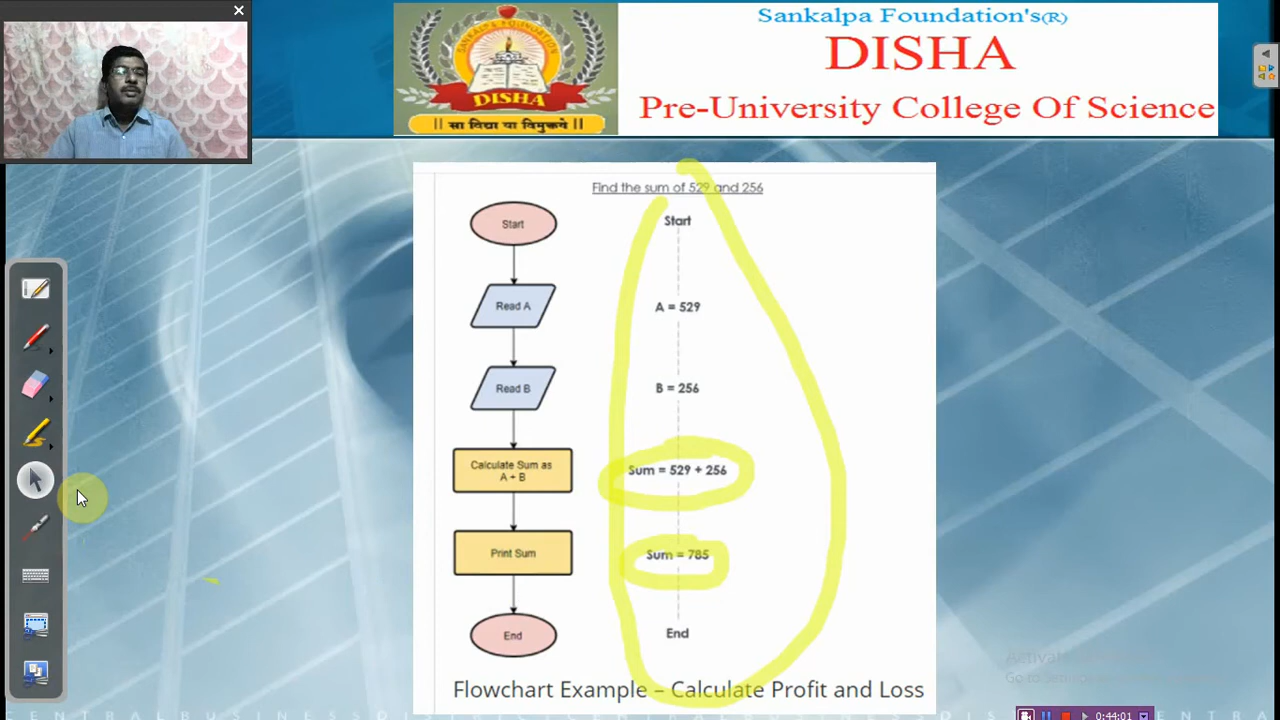 Sankalpa Foundation's(R)
DISHA
Pre-University College Of Science
SANKALPA FOUNDATION'S
DISHA
|| सा विद्या या विमुक्तये ||
Find the sum of 529 and 256
Start
Start
Read A
A = 529
Read B
B = 256
Calculate Sum as
A + B
Sum = 529 + 256
Print Sum
Sum = 785
End
End
Flowchart Example – Calculate Profit and Loss
0:44:01